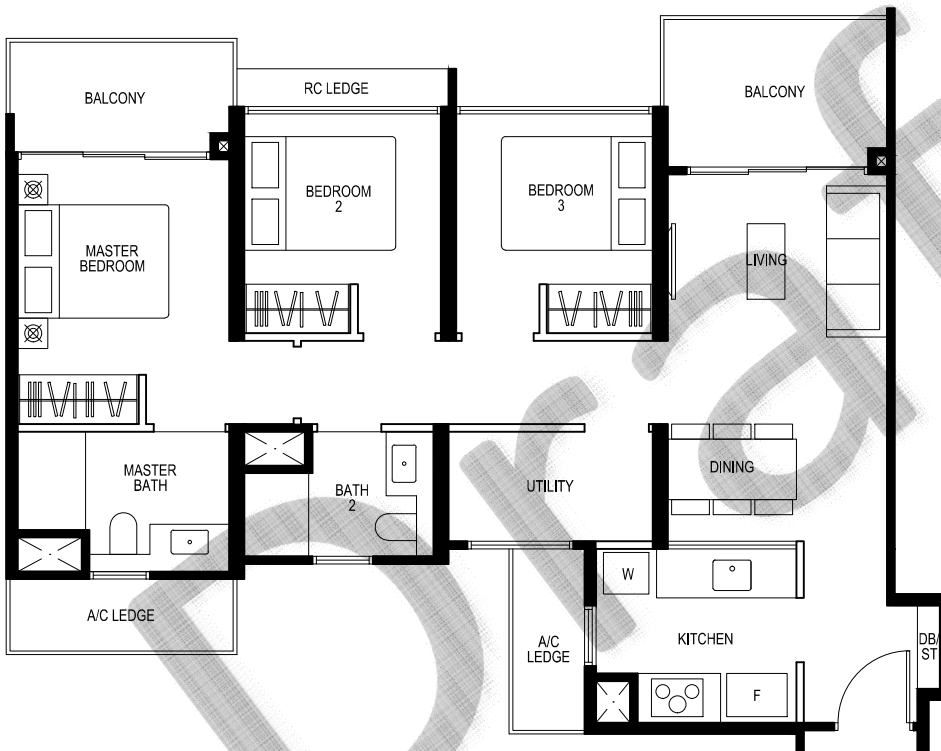 BALCONY
RC LEDGE
BALCONY
BEDROOM
2
BEDROOM
3
MASTER
BEDROOM
LIVING
MASTER
BATH
BATH
2
UTILITY
DINING
W
A/C LEDGE
A/C
LEDGE
KITCHEN
DB/
ST
F
Draf